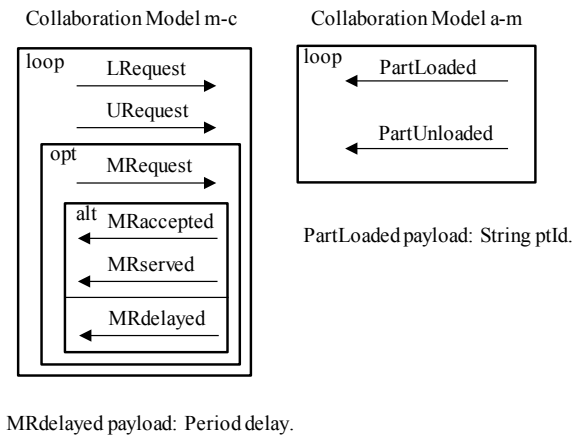 Collaboration Model m-c
loop
LRequest
URequest
opt
MRequest
alt
MRaccepted
MRserved
MRdelayed
MRdelayed payload: Period delay.
Collaboration Model a-m
loop
PartLoaded
PartUnloaded
PartLoaded payload: String ptId.